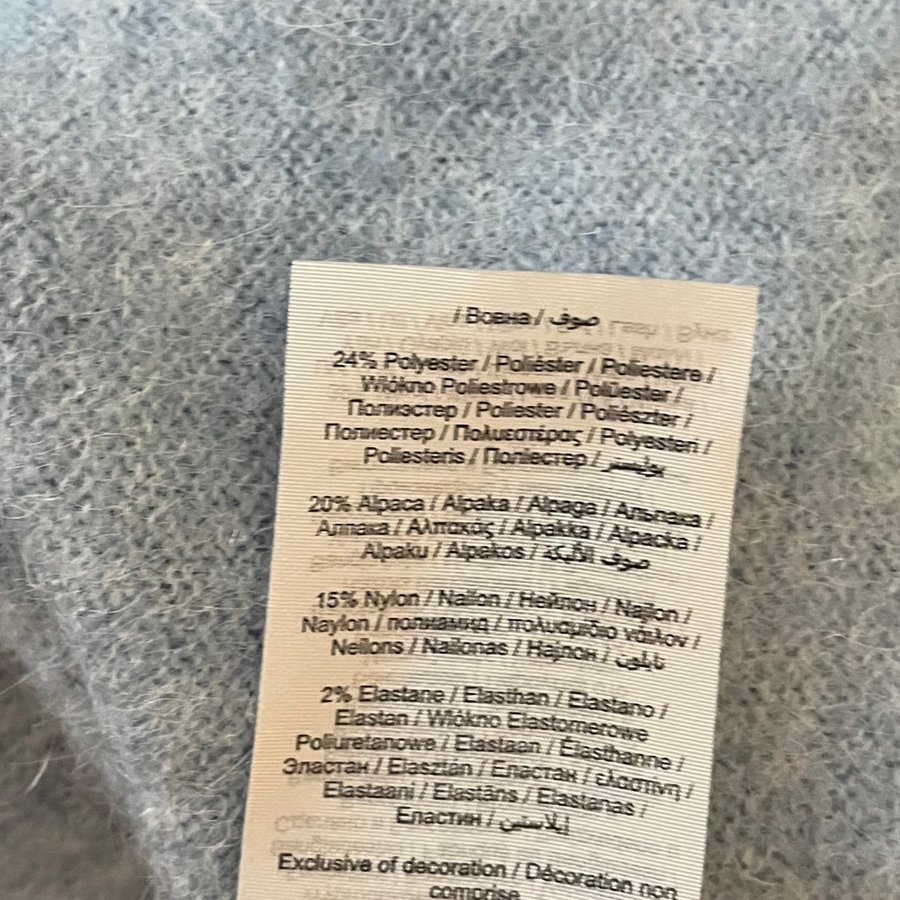 / Вовна / صوف
24% Polyester / Poliéster / Poliestere /
Włókno Poliestrowe / Polüester /
Полиэстер / Poliester / Poliészter /
Полиестер / Πολυεστέρας / Polyesteri /
Poliesteris / Поліестер / بوليستر
20% Alpaca / Alpaka / Alpaga / Альпака /
Алпака / Αλπακάς / Alpakka / Alpacka /
Alpaku / Alpakos / صوف الألبكة
15% Nylon / Nailon / Нейлон / Najlon /
Naylon / полиамид / πολυαμίδιο νάιλον /
Neilons / Nailonas / Најлон / نايلون
2% Elastane / Elasthan / Elastano /
Elastan / Włókno Elastomerowe
Poliuretanowe / Elastaan / Élasthanne /
Эластан / Elasztán / Еластан / ελαστίνη /
Elastaani / Elastāns / Elastanas /
Еластин / إيلاستين
Exclusive of decoration / Décoration non
comprise